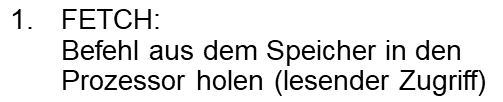 1. FETCH:
Befehl aus dem Speicher in den
Prozessor holen (lesender Zugriff)